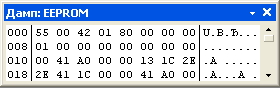 Дамп: EEPROM
000 55 00 42 01 80 00 00 00 U.B.Ђ...
008 01 00 00 00 00 00 00 00 ........
010 00 41 A0 00 00 13 1C 2E .A .....
018 2E 41 1C 00 00 41 A0 00 .A...A .